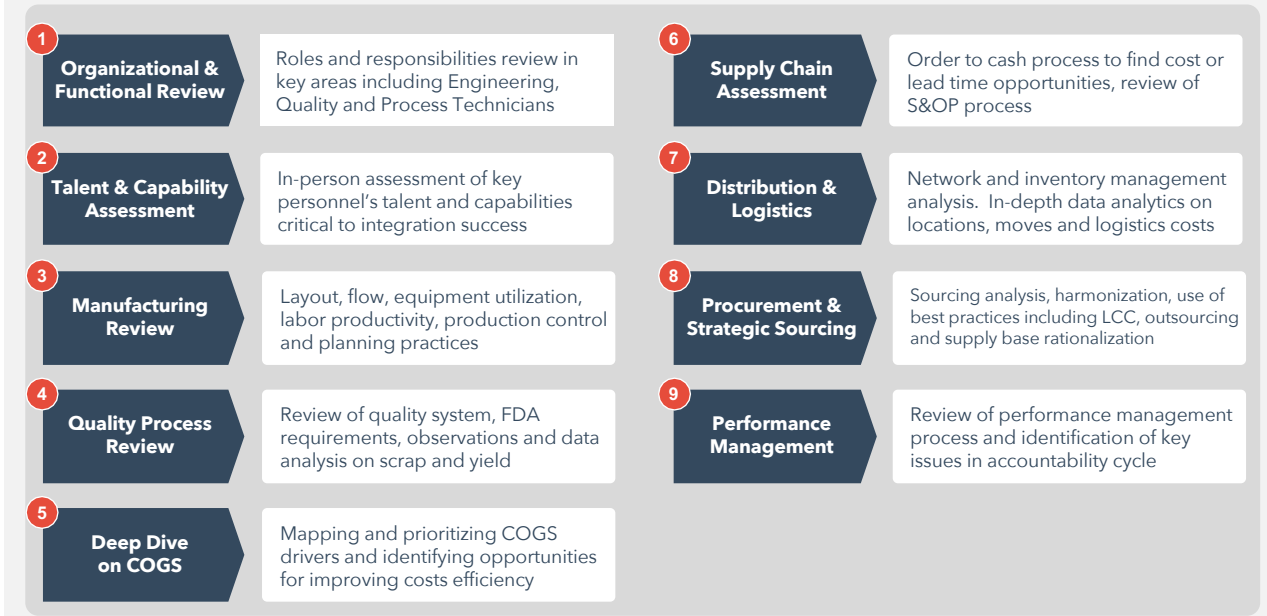 1
Organizational &
Functional Review
Roles and responsibilities review in
key areas including Engineering,
Quality and Process Technicians
2
Talent & Capability
Assessment
In-person assessment of key
personnel's talent and capabilities
critical to integration success
3
Manufacturing
Review
Layout, flow, equipment utilization,
labor productivity, production control
and planning practices
4
Quality Process
Review
Review of quality system, FDA
requirements, observations and data
analysis on scrap and yield
5
Deep Dive
on COGS
Mapping and prioritizing COGS
drivers and identifying opportunities
for improving costs efficiency
6
Supply Chain
Assessment
Order to cash process to find cost or
lead time opportunities, review of
S&OP process
7
Distribution &
Logistics
Network and inventory management
analysis.  In-depth data analytics on
locations, moves and logistics costs
8
Procurement &
Strategic Sourcing
Sourcing analysis, harmonization, use of
best practices including LCC, outsourcing
and supply base rationalization
9
Performance
Management
Review of performance management
process and identification of key
issues in accountability cycle